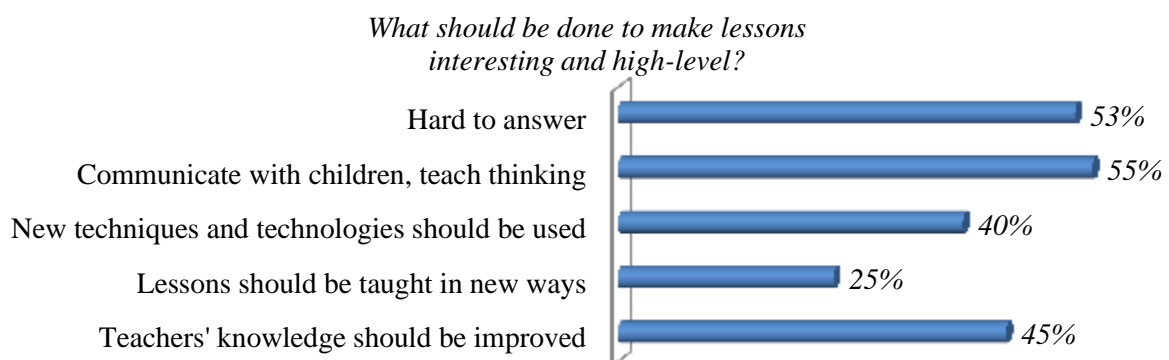 What should be done to make lessons
interesting and high-level?
Hard to answer 53%
Communicate with children, teach thinking 55%
New techniques and technologies should be used 40%
Lessons should be taught in new ways 25%
Teachers' knowledge should be improved 45%